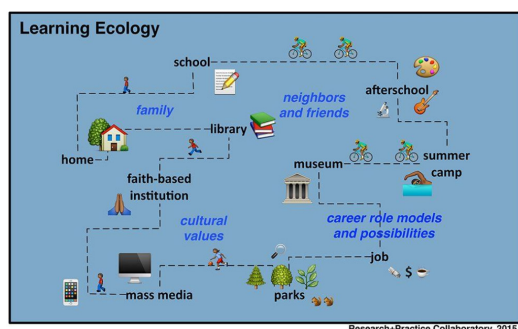 Learning Ecology
school
afterschool
family
neighbors
and friends
library
home
museum
summer
camp
faith-based
institution
cultural
values
career role models
and possibilities
job
$
mass media
parks
Research+Practice Collaboratory, 2015